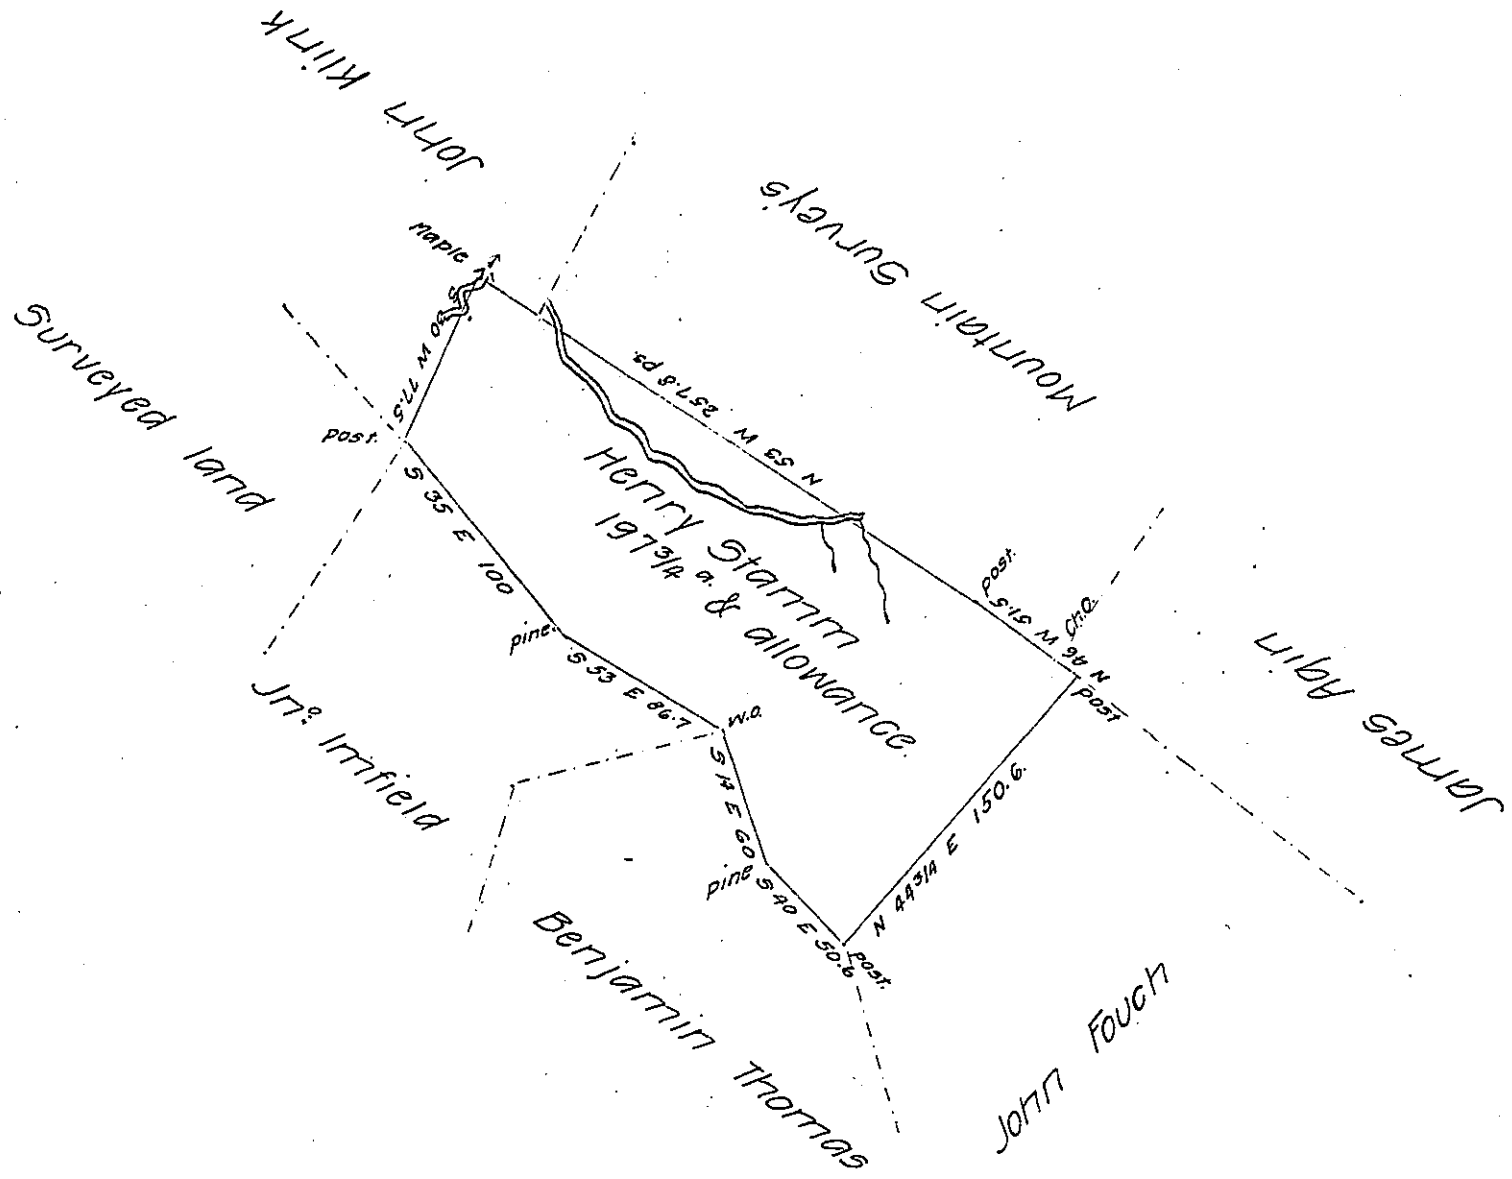 John Klink
Mountain Surveys
Maple
Surveyed land
S 50 W 77.5
post.
N 53 W 257.8 ps.
Henry Stamm
197 3/4 a. & allowance.
S 35 E 100
pine.
S 53 E 86.7
W.O.
post.
N 46 W 51.5
Ch.O.
post
James Agin
Jno. Imfield
S 14 E 60
pine
S 40 E 50.6
post.
N 44 3/4 E 150.6.
Benjamin Thomas
John Fouch